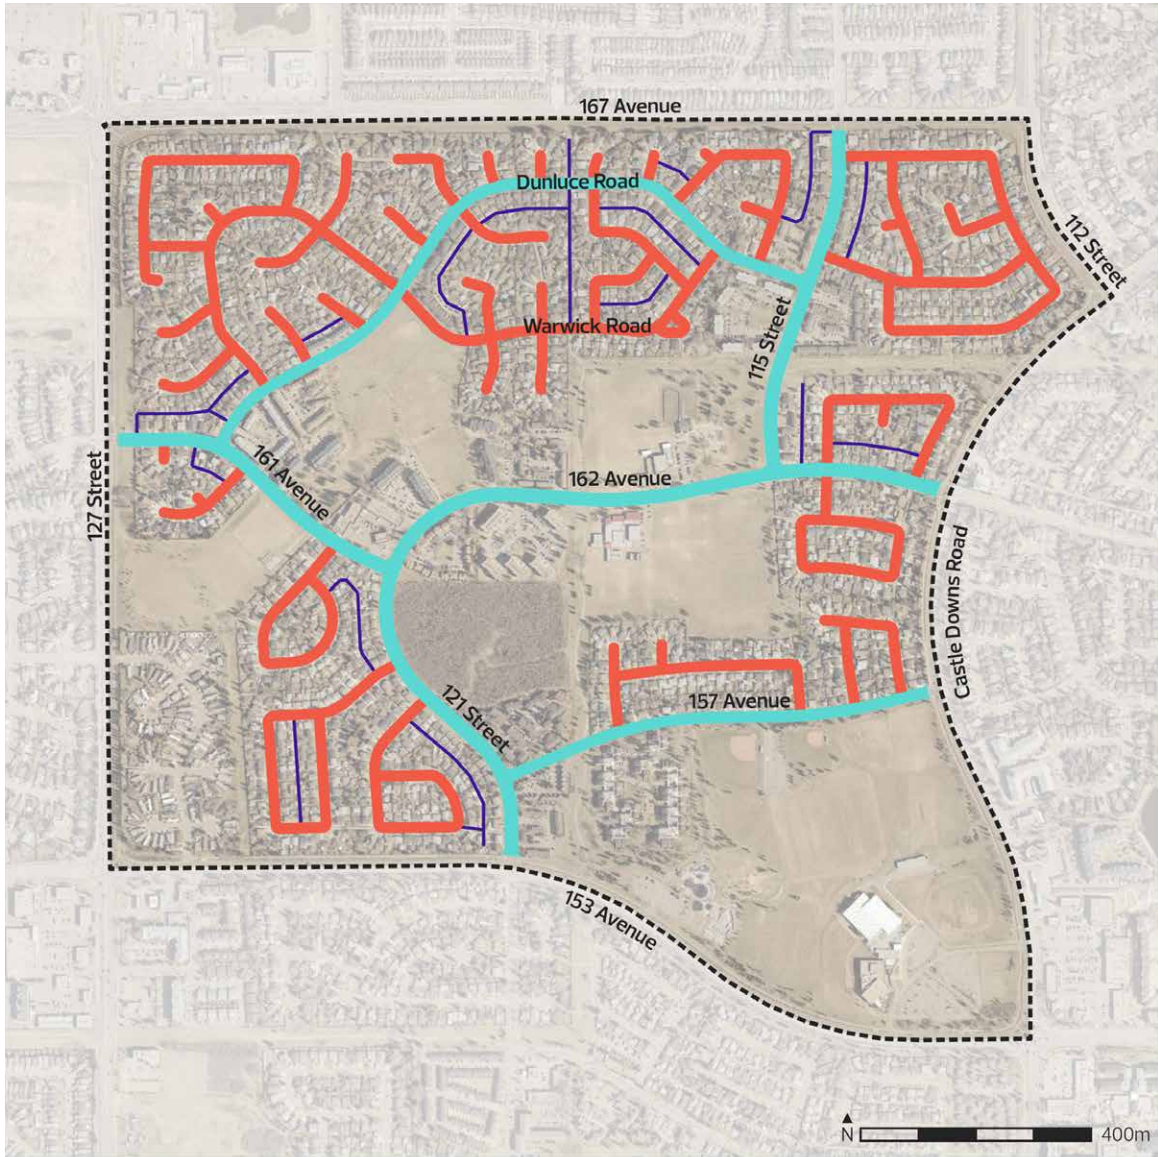 167 Avenue
Dunluce Road
112 Street
Warwick Road
115 Street
127 Street
161 Avenue
162 Avenue
Castle Downs Road
121 Street
157 Avenue
153 Avenue
N
400m